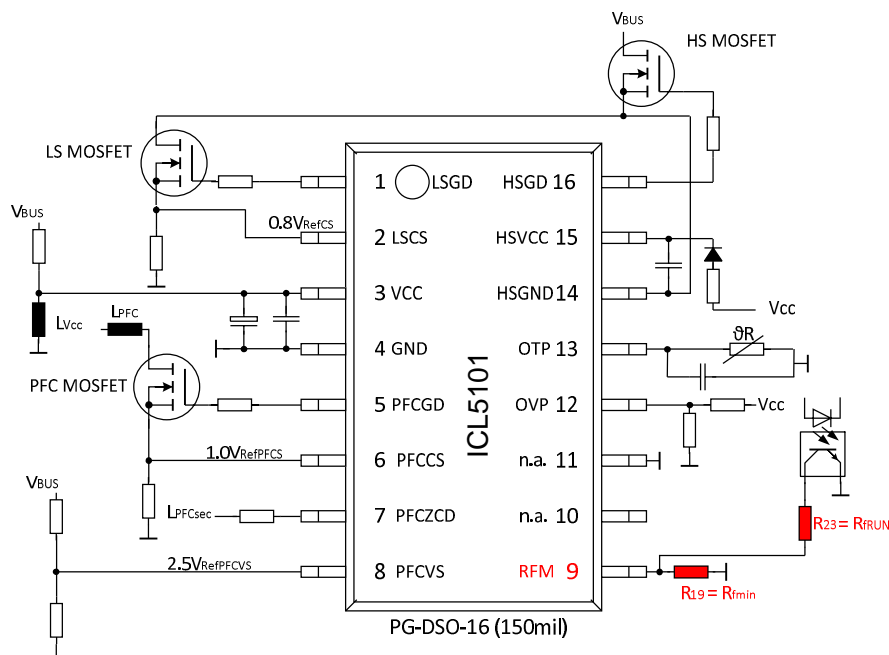 VBUS
HS MOSFET
LS MOSFET
1 LSGD HSGD 16
VBUS
0.8VRefCS
2 LSCS HSVCC 15
3 VCC HSGND 14
LVcc
LPFC
Vcc
4 GND OTP 13
ϑR
PFC MOSFET
5 PFCGD OVP 12
Vcc
ICL5101
1.0VRefPFCS
6 PFCCS n.a. 11
VBUS
LPFCsec
7 PFCZCD n.a. 10
R23 = RfRUN
2.5VRefPFCVS
8 PFCVS RFM 9
R19 = Rfmin
PG-DSO-16 (150mil)